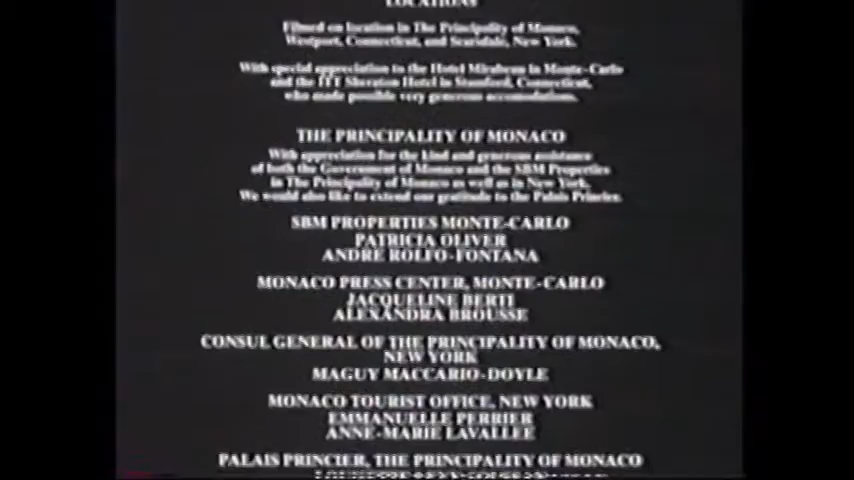 LOCATIONS
Filmed on location in The Principality of Monaco,
Westport, Connecticut, and Scarsdale, New York.
With special appreciation to the Hotel Mirabeau in Monte-Carlo
and the ITT Sheraton Hotel in Stamford, Connecticut,
who made possible very generous accomodations.
THE PRINCIPALITY OF MONACO
With appreciation for the kind and generous assistance
of both the Government of Monaco and the SBM Properties
in The Principality of Monaco as well as in New York.
We would also like to extend our gratitude to the Palais Princier.
SBM PROPERTIES MONTE-CARLO
PATRICIA OLIVER
ANDRE ROLFO-FONTANA
MONACO PRESS CENTER, MONTE-CARLO
JACQUELINE BERTI
ALEXANDRA BROUSSE
CONSUL GENERAL OF THE PRINCIPALITY OF MONACO,
NEW YORK
MAGUY MACCARIO-DOYLE
MONACO TOURIST OFFICE, NEW YORK
EMMANUELLE PERRIER
ANNE-MARIE LAVALLEE
PALAIS PRINCIER, THE PRINCIPALITY OF MONACO